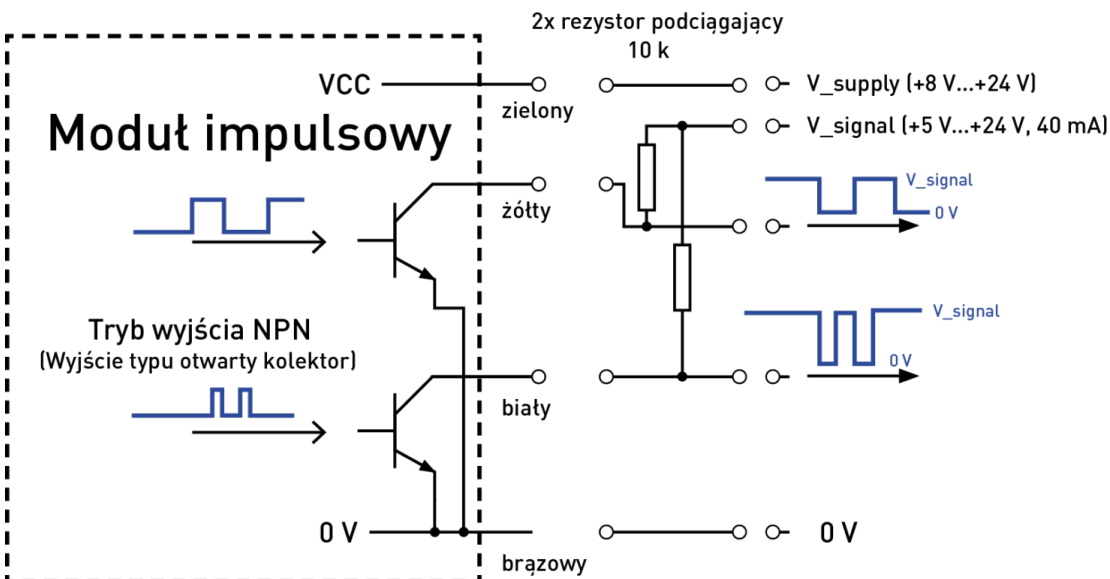 2x rezystor podciągający
10 k
VCC
zielony
V_supply (+8 V...+24 V)
Moduł impulsowy
V_signal (+5 V...+24 V, 40 mA)
żółty
V_signal
0 V
Tryb wyjścia NPN
(Wyjście typu otwarty kolektor)
V_signal
0 V
biały
0 V
0 V
brązowy